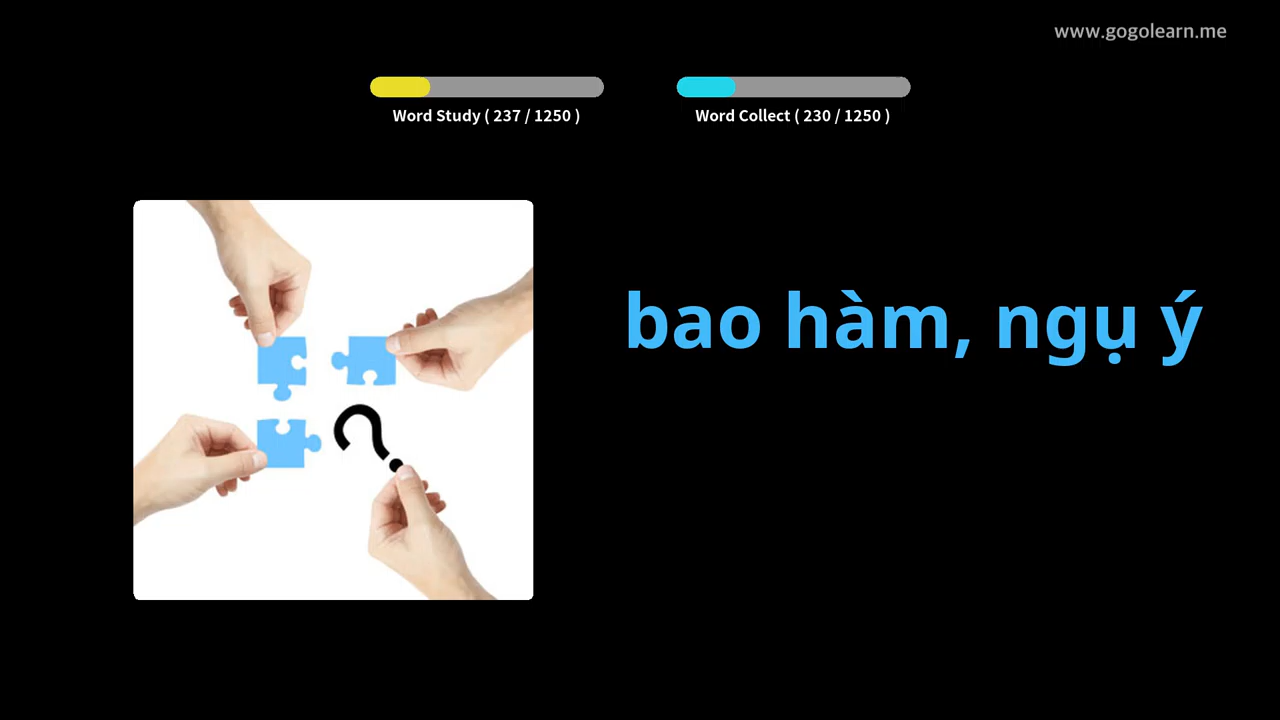 www.gogolearn.me
Word Study ( 237 / 1250 )
Word Collect ( 230 / 1250 )
bao hàm, ngụ ý
?